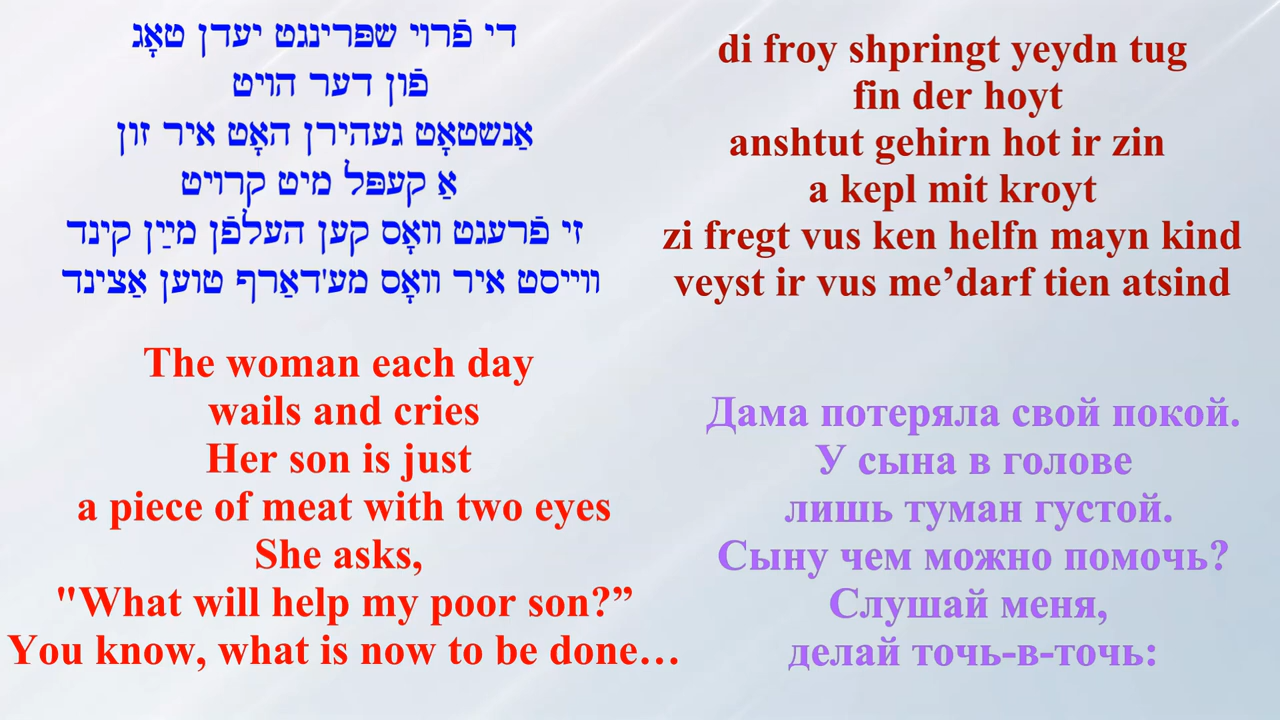 די פֿרוי שפּרינגט יעדן טאָג
פֿון דער הויט
אַנשטאָט געהירן האָט איר זון
אַ קעפּל מיט קרויט
זי פֿרעגט וואָס קען העלפֿן מײַן קינד
ווייסט איר וואָס מע'דאַרף טוען אַצינד
di froy shpringt yeydn tug
fin der hoyt
anshtut gehirn hot ir zin
a kepl mit kroyt
zi fregt vus ken helfn mayn kind
veyst ir vus me’darf tien atsind
The woman each day
wails and cries
Her son is just
a piece of meat with two eyes
She asks,
"What will help my poor son?”
You know, what is now to be done…
Дама потеряла свой покой.
У сына в голове
лишь туман густой.
Сыну чем можно помочь?
Слушай меня,
делай точь-в-точь: